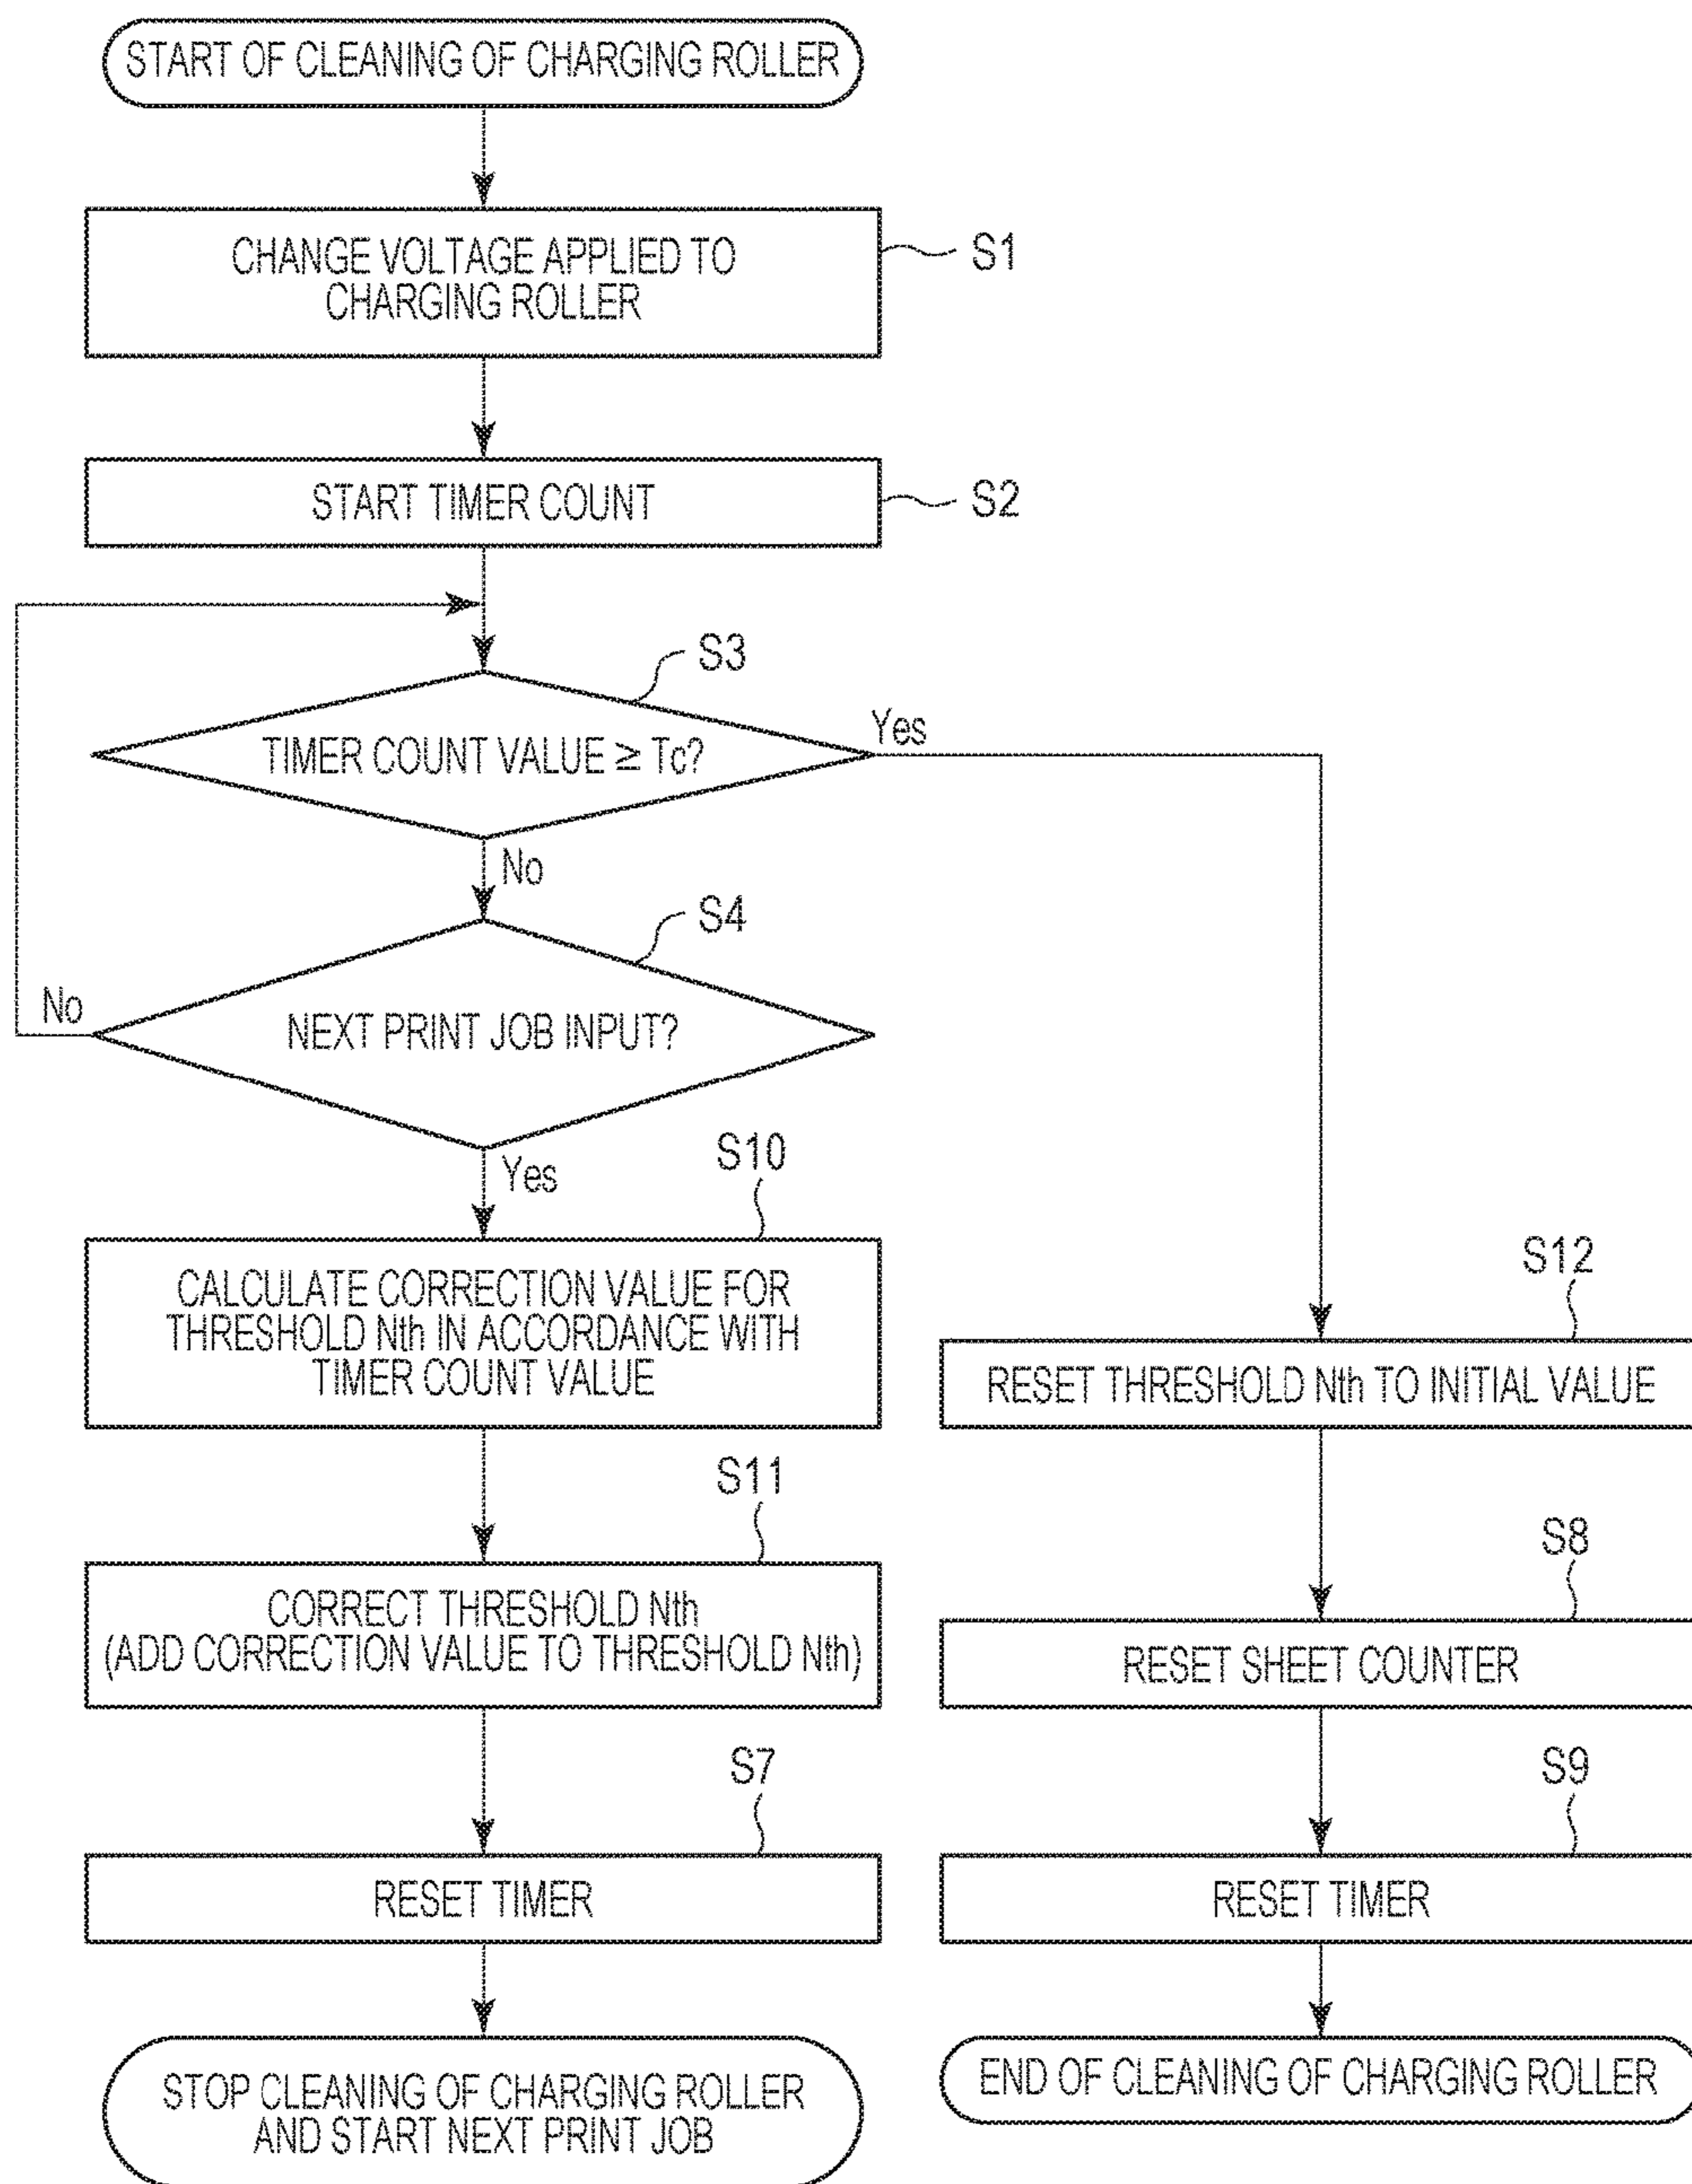 START OF CLEANING OF CHARGING ROLLER
CHANGE VOLTAGE APPLIED TO
CHARGING ROLLER
S1
START TIMER COUNT
S2
S3
TIMER COUNT VALUE ≥ Tc?
Yes
No
S4
NEXT PRINT JOB INPUT?
No
Yes
S10
CALCULATE CORRECTION VALUE FOR
THRESHOLD Nth IN ACCORDANCE WITH
TIMER COUNT VALUE
S11
CORRECT THRESHOLD Nth
(ADD CORRECTION VALUE TO THRESHOLD Nth)
S7
RESET TIMER
STOP CLEANING OF CHARGING ROLLER
AND START NEXT PRINT JOB
S12
RESET THRESHOLD Nth TO INITIAL VALUE
S8
RESET SHEET COUNTER
S9
RESET TIMER
END OF CLEANING OF CHARGING ROLLER